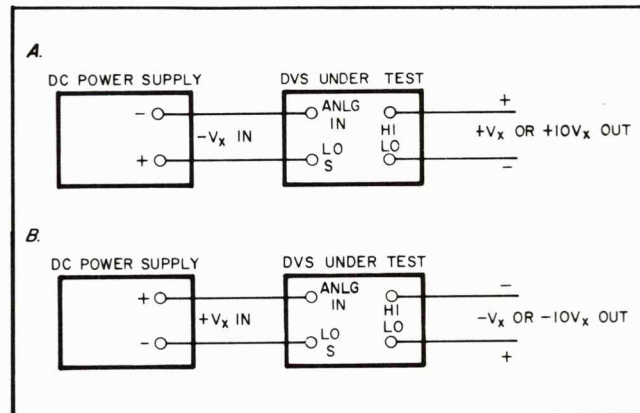 A.
DC POWER SUPPLY
DVS UNDER TEST
−
+
−Vx IN
ANLG
IN
LO
S
HI
LO
+
+Vx OR +10Vx OUT
−
B.
DC POWER SUPPLY
DVS UNDER TEST
+
−
+Vx IN
ANLG
IN
LO
S
HI
LO
−
−Vx OR −10Vx OUT
+